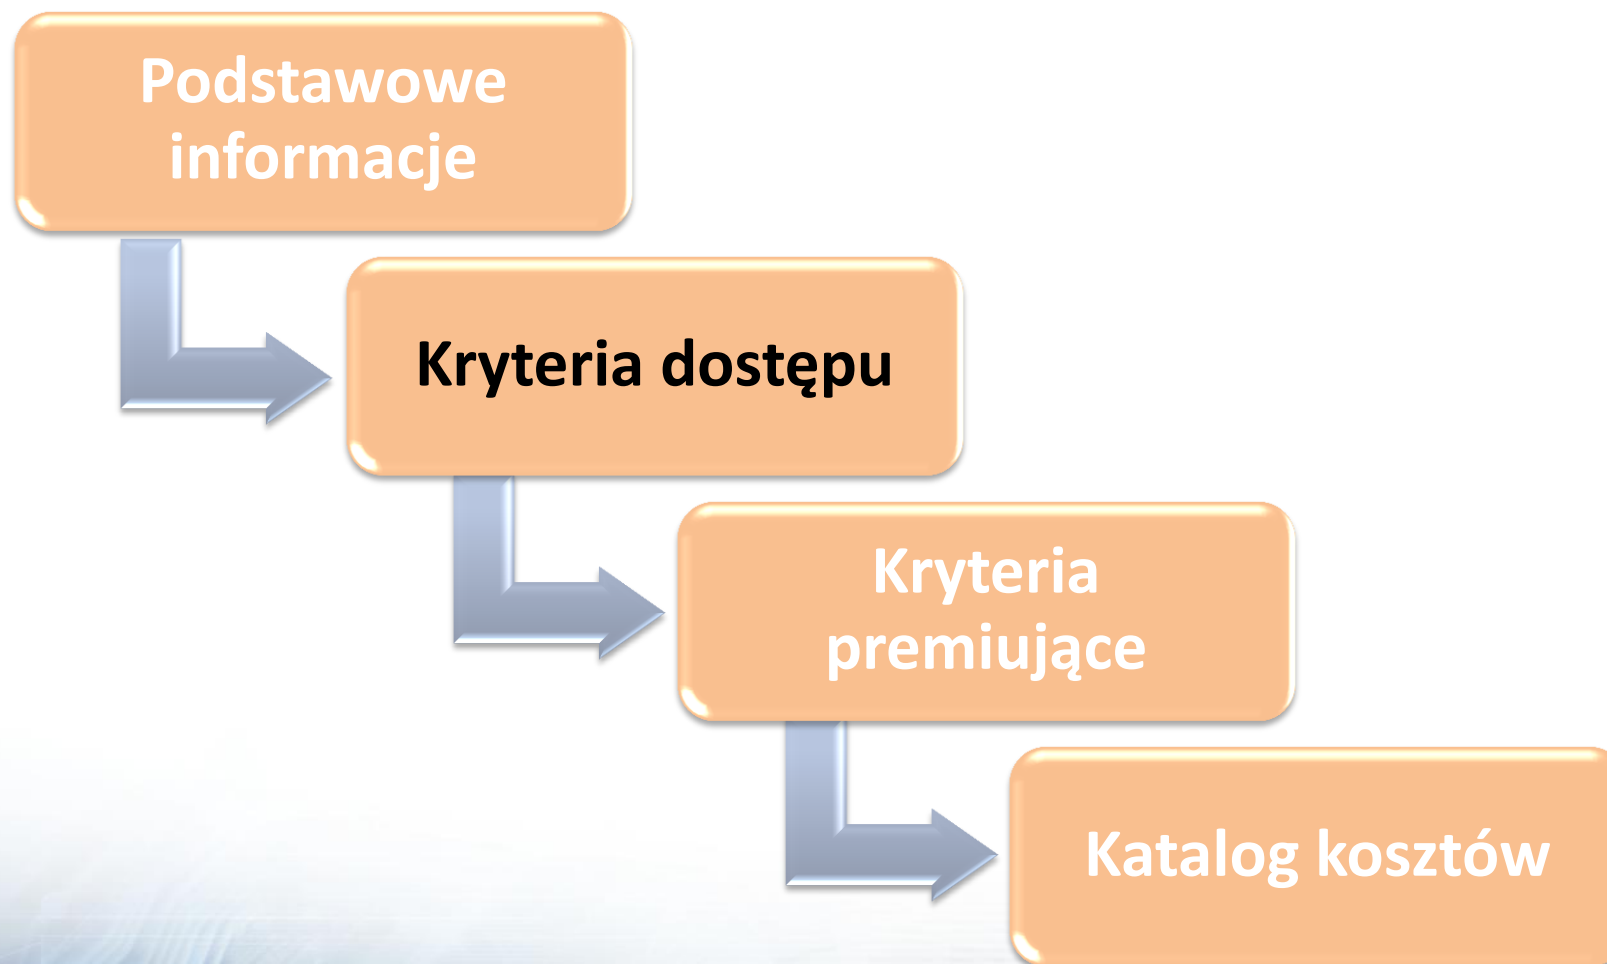 Podstawowe
informacje
Kryteria dostępu
Kryteria
premiujące
Katalog kosztów